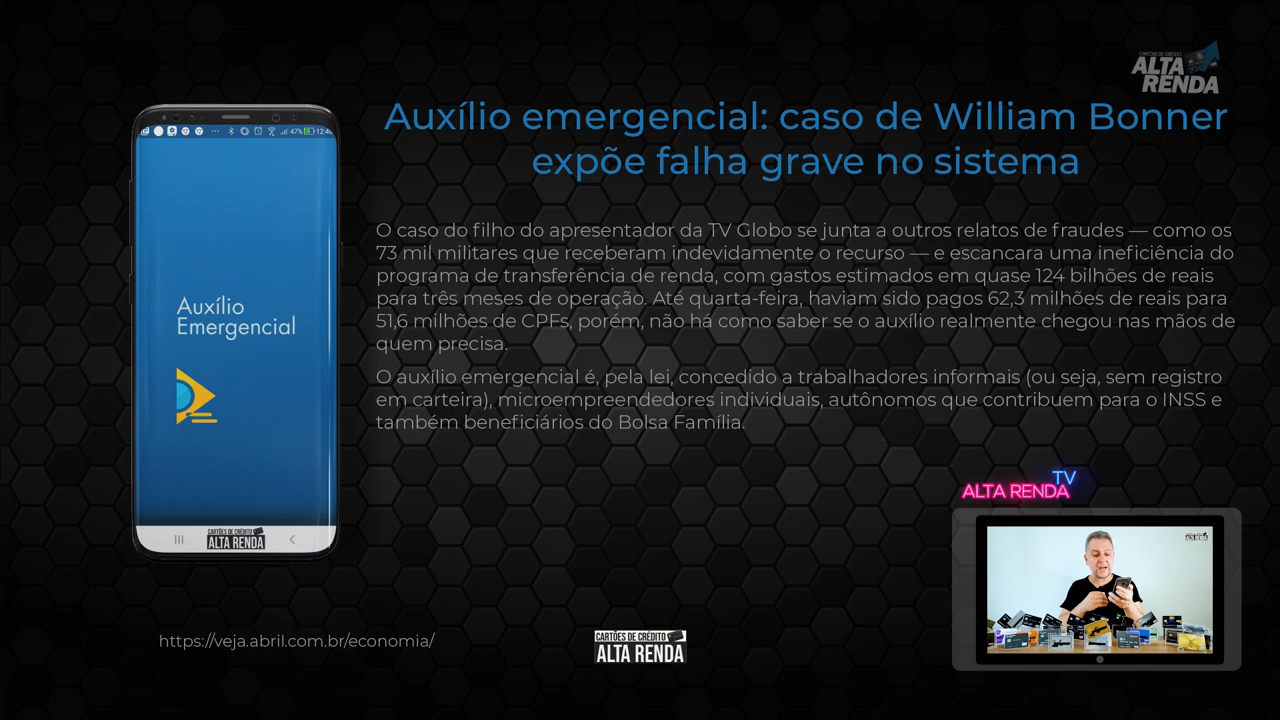 CARTÕES DE CRÉDITO
ALTA
RENDA
Auxílio emergencial: caso de William Bonner
expõe falha grave no sistema
47% 12:40
O caso do filho do apresentador da TV Globo se junta a outros relatos de fraudes — como os
73 mil militares que receberam indevidamente o recurso — e escancara uma ineficiência do
programa de transferência de renda, com gastos estimados em quase 124 bilhões de reais
para três meses de operação. Até quarta-feira, haviam sido pagos 62,3 milhões de reais para
51,6 milhões de CPFs, porém, não há como saber se o auxílio realmente chegou nas mãos de
quem precisa.
O auxílio emergencial é, pela lei, concedido a trabalhadores informais (ou seja, sem registro
em carteira), microempreendedores individuais, autônomos que contribuem para o INSS e
também beneficiários do Bolsa Família.
Auxílio
Emergencial
CARTÕES DE CRÉDITO
ALTA RENDA
TV
ALTA RENDA
https://veja.abril.com.br/economia/
CARTÕES DE CRÉDITO
ALTA RENDA